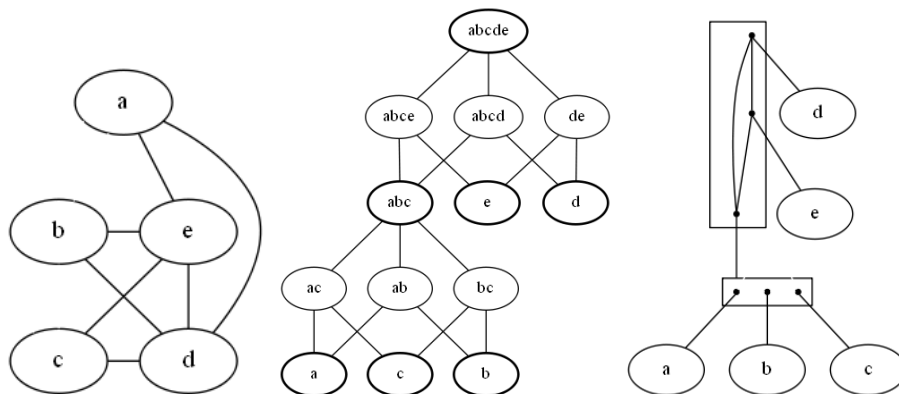 a
b e
c d
abcde
abce abcd de
abc e d
ac ab bc
a c b
d
e
a b c